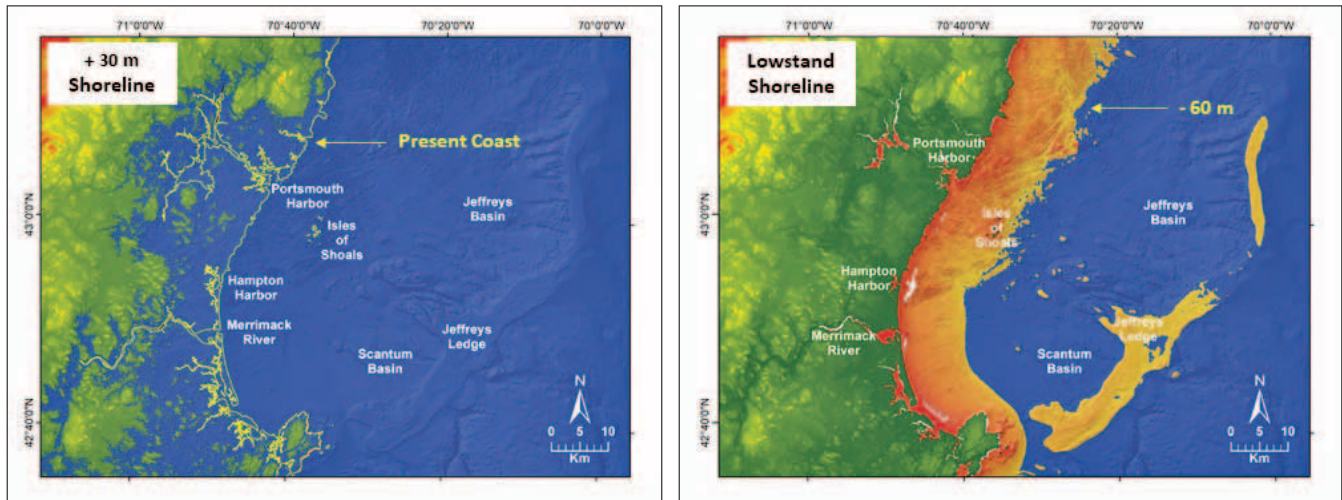 71°0'0"W
70°40'0"W
70°20'0"W
70°0'0"W
+ 30 m
Shoreline
Present Coast
Portsmouth
Harbor
Isles
of
Shoals
Jeffreys
Basin
43°0'0"N
Hampton
Harbor
Merrimack
River
Jeffreys
Ledge
Scantum
Basin
42°40'0"N
N
0 5 10
Km
71°0'0"W
70°40'0"W
70°20'0"W
70°0'0"W
Lowstand
Shoreline
- 60 m
Portsmouth
Harbor
Isles
of
Shoals
Jeffreys
Basin
43°0'0"N
Hampton
Harbor
Merrimack
River
Jeffreys
Ledge
Scantum
Basin
42°40'0"N
N
0 5 10
Km